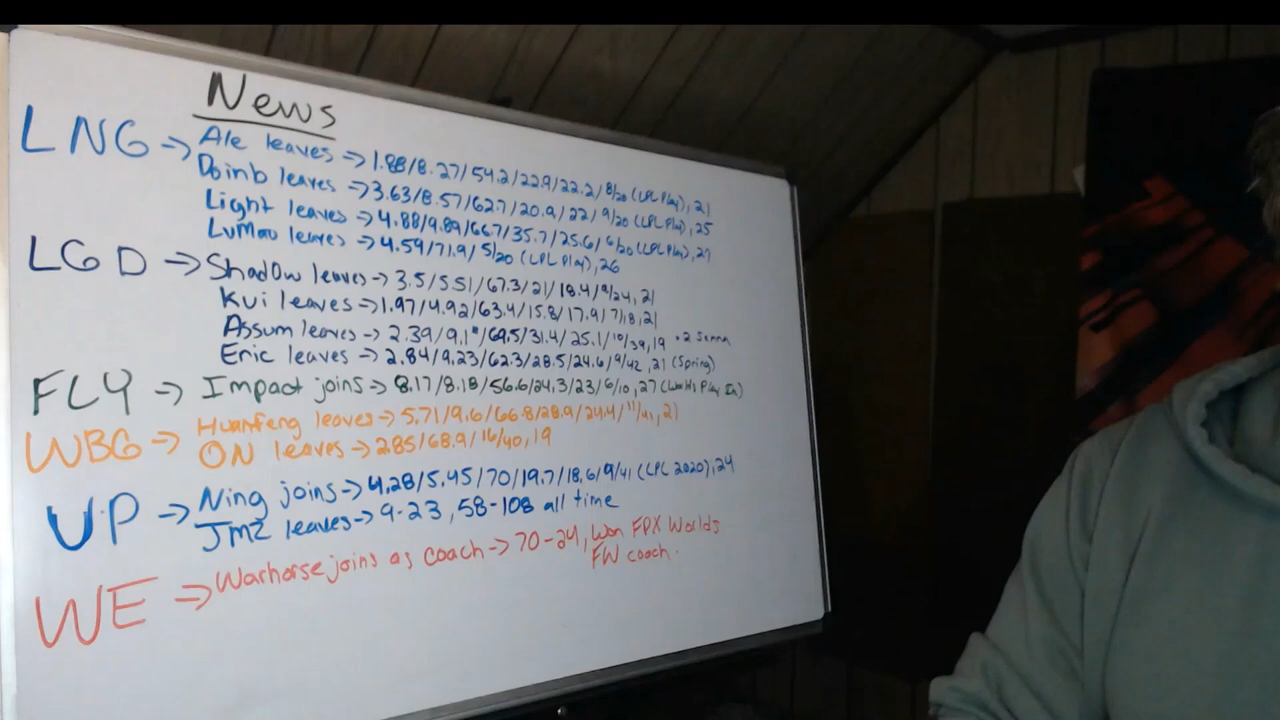 News
LNG → Ale leaves → 1.88/8.27/54.2/22.9/22.2/8/20 (LPL Play), 21
Doinb leaves → 3.63/8.57/62.7/20.9/22/9/20 (LPL Play), 25
Light leaves → 4.88/9.89/66.7/35.7/25.6/6/20 (LPL Play), 21
LvMao leaves → 4.59/71.9/5/20 (LPL Play), 26
LGD → Shad0w leaves → 3.5/5.51/67.3/21/18.4/9/24, 21
Kui leaves → 1.97/4.92/63.4/15.8/17.9/7/18, 21
Assum leaves → 2.39/9.1*/69.5/31.4/25.1/10/39, 19 *2 Senna
Eric leaves → 2.84/9.23/62.3/28.5/24.6/9/42, 21 (Spring)
FLY → Impact joins → 8.17/8.18/56.6/24.3/23/6/10, 27 (Worlds Play In)
WBG → Huanfeng leaves → 5.71/9.6/66.8/28.9/24.4/11/41, 21
ON leaves → 2.85/68.9/16/40, 19
UP → Ning joins → 4.28/5.45/70/19.7/18.6/9/41 (LPL 2020), 24
JMZ leaves → 9-23, 58-108 all time
WE → Warhorse joins as coach → 70-24, Won FPX Worlds
FW coach.